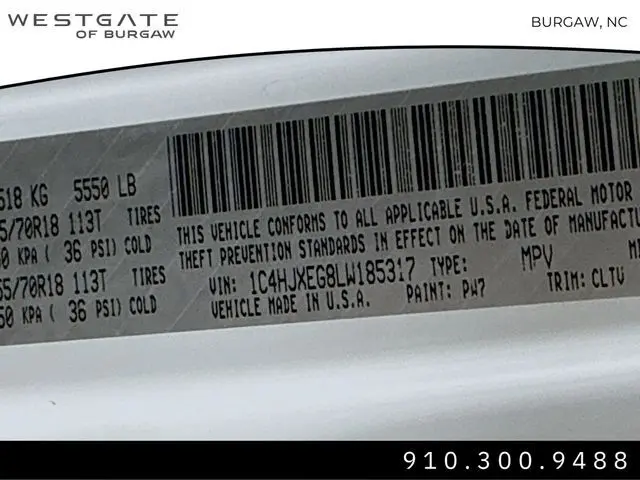 WESTGATE
OF BURGAW
BURGAW, NC
518 KG 5550 LB
5/70R18 113T TIRES
50 KPA ( 36 PSI) COLD
55/70R18 113T TIRES
50 KPA ( 36 PSI) COLD
THIS VEHICLE CONFORMS TO ALL APPLICABLE U.S.A. FEDERAL MOTOR
THEFT PREVENTION STANDARDS IN EFFECT ON THE DATE OF MANUFACTU
VIN: 1C4HJXEG8LW185317 TYPE: MPV
VEHICLE MADE IN U.S.A. PAINT: PW7 TRIM: CLTV
910.300.9488